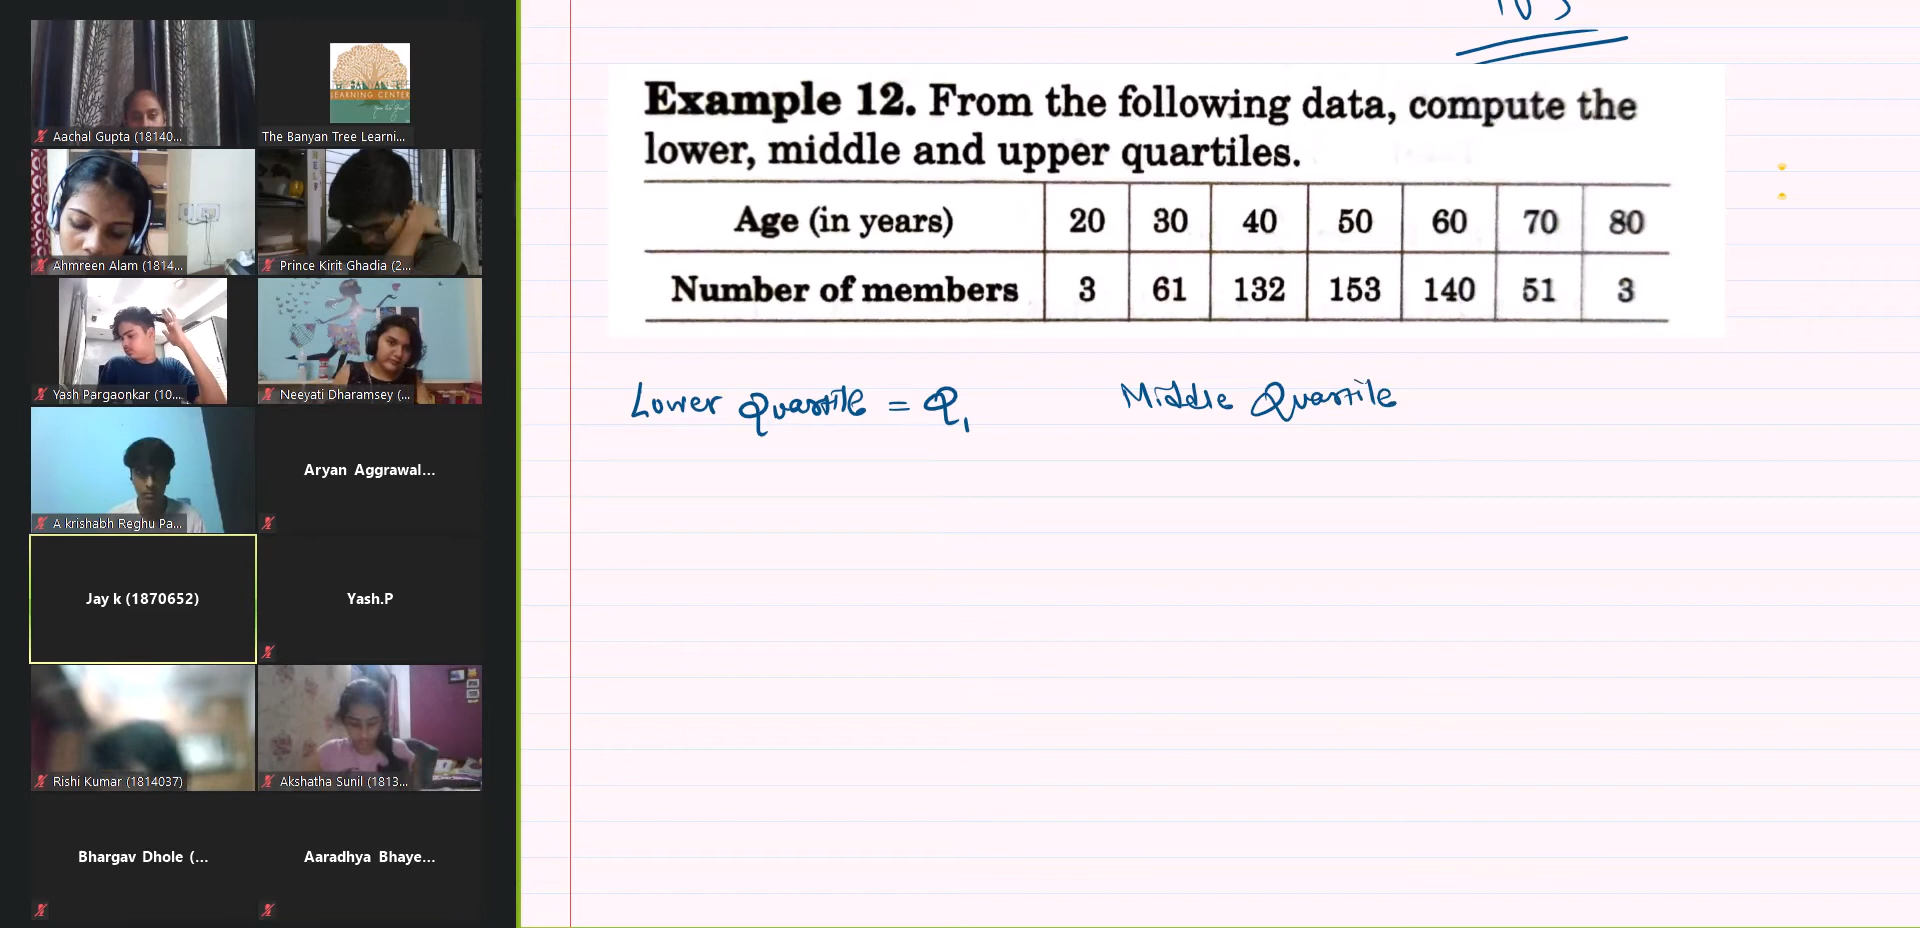 Aachal Gupta (18140...
LEARNING CENTER
The Banyan Tree Learni...
Ahmreen Alam (1814...
Prince Kirit Ghadia (2...
Yash Pargaonkar (10...
Neeyati Dharamsey (...
A krishabh Reghu Pa...
Aryan Aggrawal...
Jay k (1870652)
Yash.P
Rishi Kumar (1814037)
Akshatha Sunil (1813...
Bhargav Dhole (...
Aaradhya Bhaye...
Example 12. From the following data, compute the
lower, middle and upper quartiles.
Age (in years) 20 30 40 50 60 70 80
Number of members 3 61 132 153 140 51 3
Lower Quartile = Q1 Middle Quartile